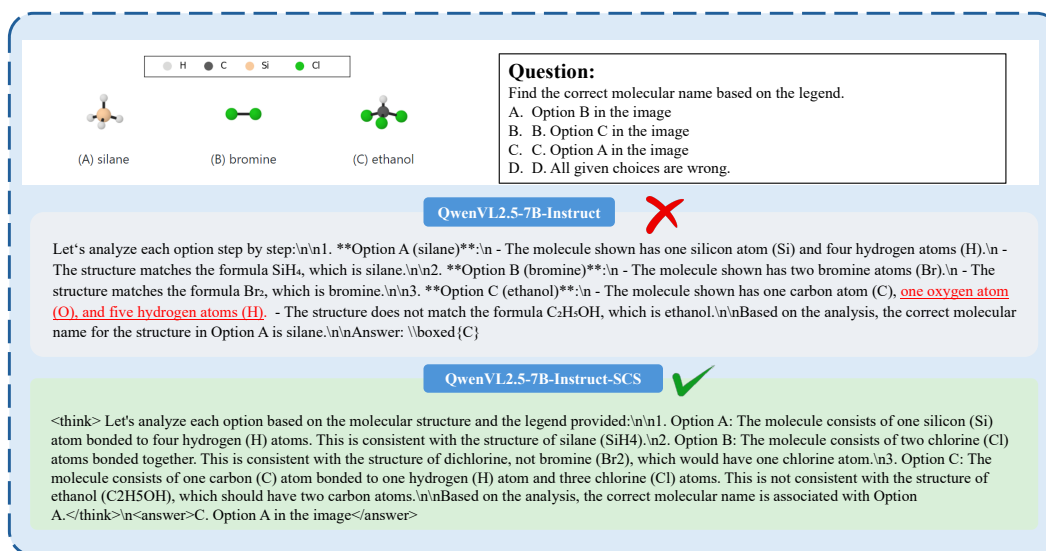 H C Si Cl
(A) silane (B) bromine (C) ethanol
Question:
Find the correct molecular name based on the legend.
A. Option B in the image
B. B. Option C in the image
C. C. Option A in the image
D. D. All given choices are wrong.
QwenVL2.5-7B-Instruct
Let‘s analyze each option step by step:\n\n1. **Option A (silane)**:\n - The molecule shown has one silicon atom (Si) and four hydrogen atoms (H).\n -
The structure matches the formula SiH₄, which is silane.\n\n2. **Option B (bromine)**:\n - The molecule shown has two bromine atoms (Br).\n - The
structure matches the formula Br₂, which is bromine.\n\n3. **Option C (ethanol)**:\n - The molecule shown has one carbon atom (C), one oxygen atom
(O), and five hydrogen atoms (H). - The structure does not match the formula C₂H₅OH, which is ethanol.\n\nBased on the analysis, the correct molecular
name for the structure in Option A is silane.\n\nAnswer: \\boxed{C}
QwenVL2.5-7B-Instruct-SCS
<think> Let's analyze each option based on the molecular structure and the legend provided:\n\n1. Option A: The molecule consists of one silicon (Si)
atom bonded to four hydrogen (H) atoms. This is consistent with the structure of silane (SiH4).\n2. Option B: The molecule consists of two chlorine (Cl)
atoms bonded together. This is consistent with the structure of dichlorine, not bromine (Br2), which would have one chlorine atom.\n3. Option C: The
molecule consists of one carbon (C) atom bonded to one hydrogen (H) atom and three chlorine (Cl) atoms. This is not consistent with the structure of
ethanol (C2H5OH), which should have two carbon atoms.\n\nBased on the analysis, the correct molecular name is associated with Option
A.</think>\n<answer>C. Option A in the image</answer>